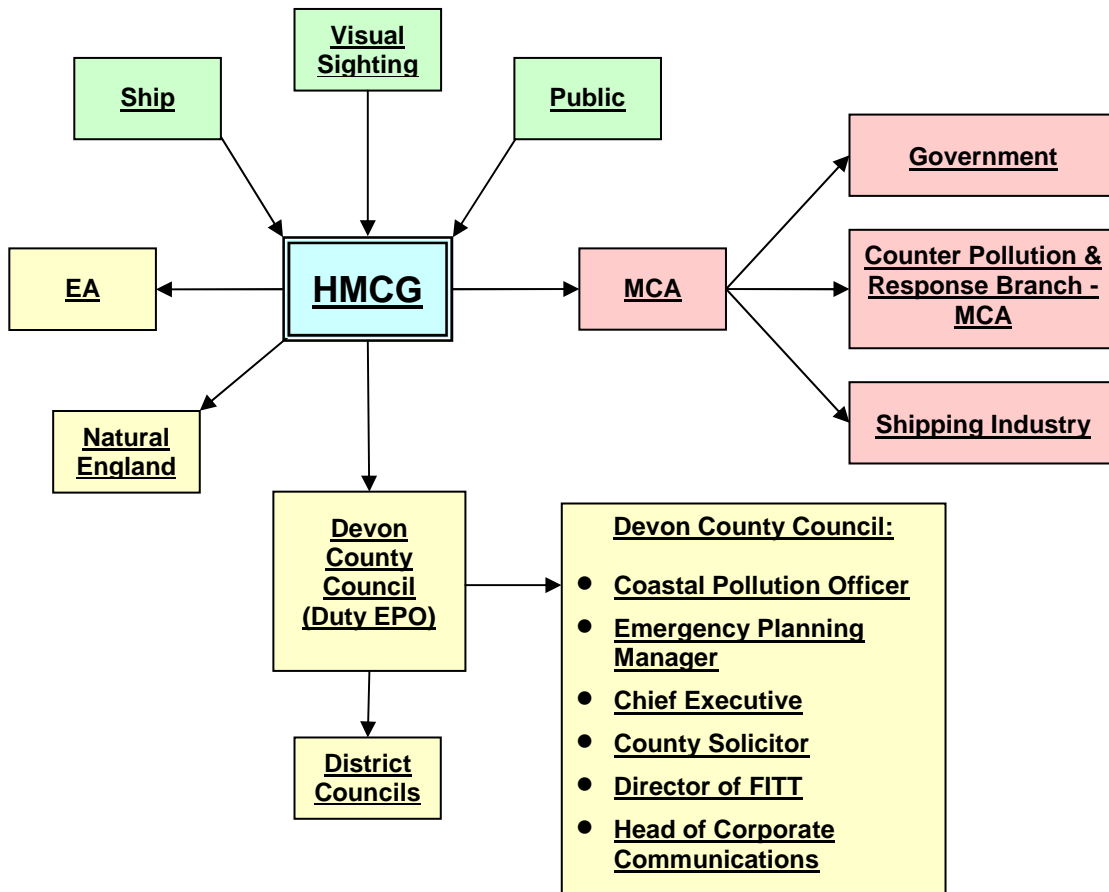 Visual
Sighting
Ship
Public
Government
EA
HMCG
MCA
Counter Pollution &
Response Branch -
MCA
Natural
England
Shipping Industry
Devon
County
Council
(Duty EPO)
Devon County Council:
● Coastal Pollution Officer
● Emergency Planning
Manager
● Chief Executive
● County Solicitor
● Director of FITT
● Head of Corporate
Communications
District
Councils